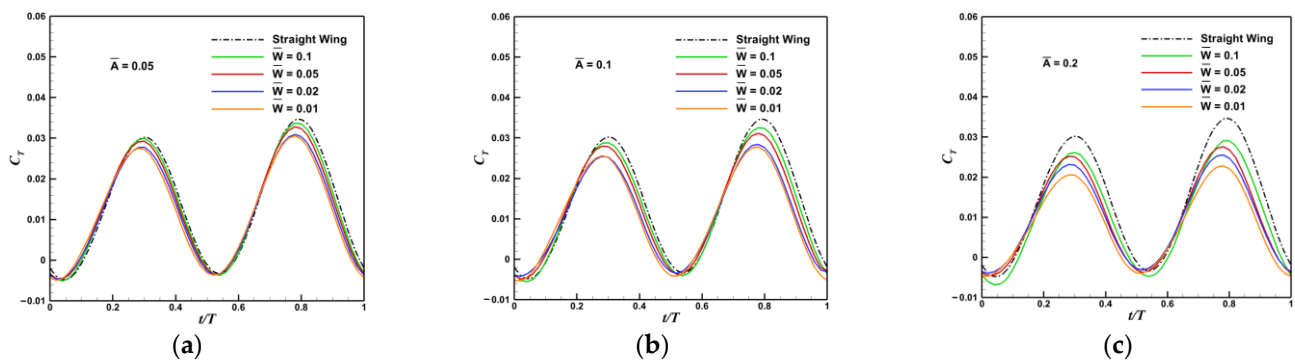 0.06
0.05
0.04
0.03
0.02
0.01
0
−0.01
C_T
A̅ = 0.05
Straight Wing
W̅ = 0.1
W̅ = 0.05
W̅ = 0.02
W̅ = 0.01
0 0.2 0.4 0.6 0.8 1
t/T
(a)
0.06
0.05
0.04
0.03
0.02
0.01
0
−0.01
C_T
A̅ = 0.1
Straight Wing
W̅ = 0.1
W̅ = 0.05
W̅ = 0.02
W̅ = 0.01
0 0.2 0.4 0.6 0.8 1
t/T
(b)
0.06
0.05
0.04
0.03
0.02
0.01
0
−0.01
C_T
A̅ = 0.2
Straight Wing
W̅ = 0.1
W̅ = 0.05
W̅ = 0.02
W̅ = 0.01
0 0.2 0.4 0.6 0.8 1
t/T
(c)